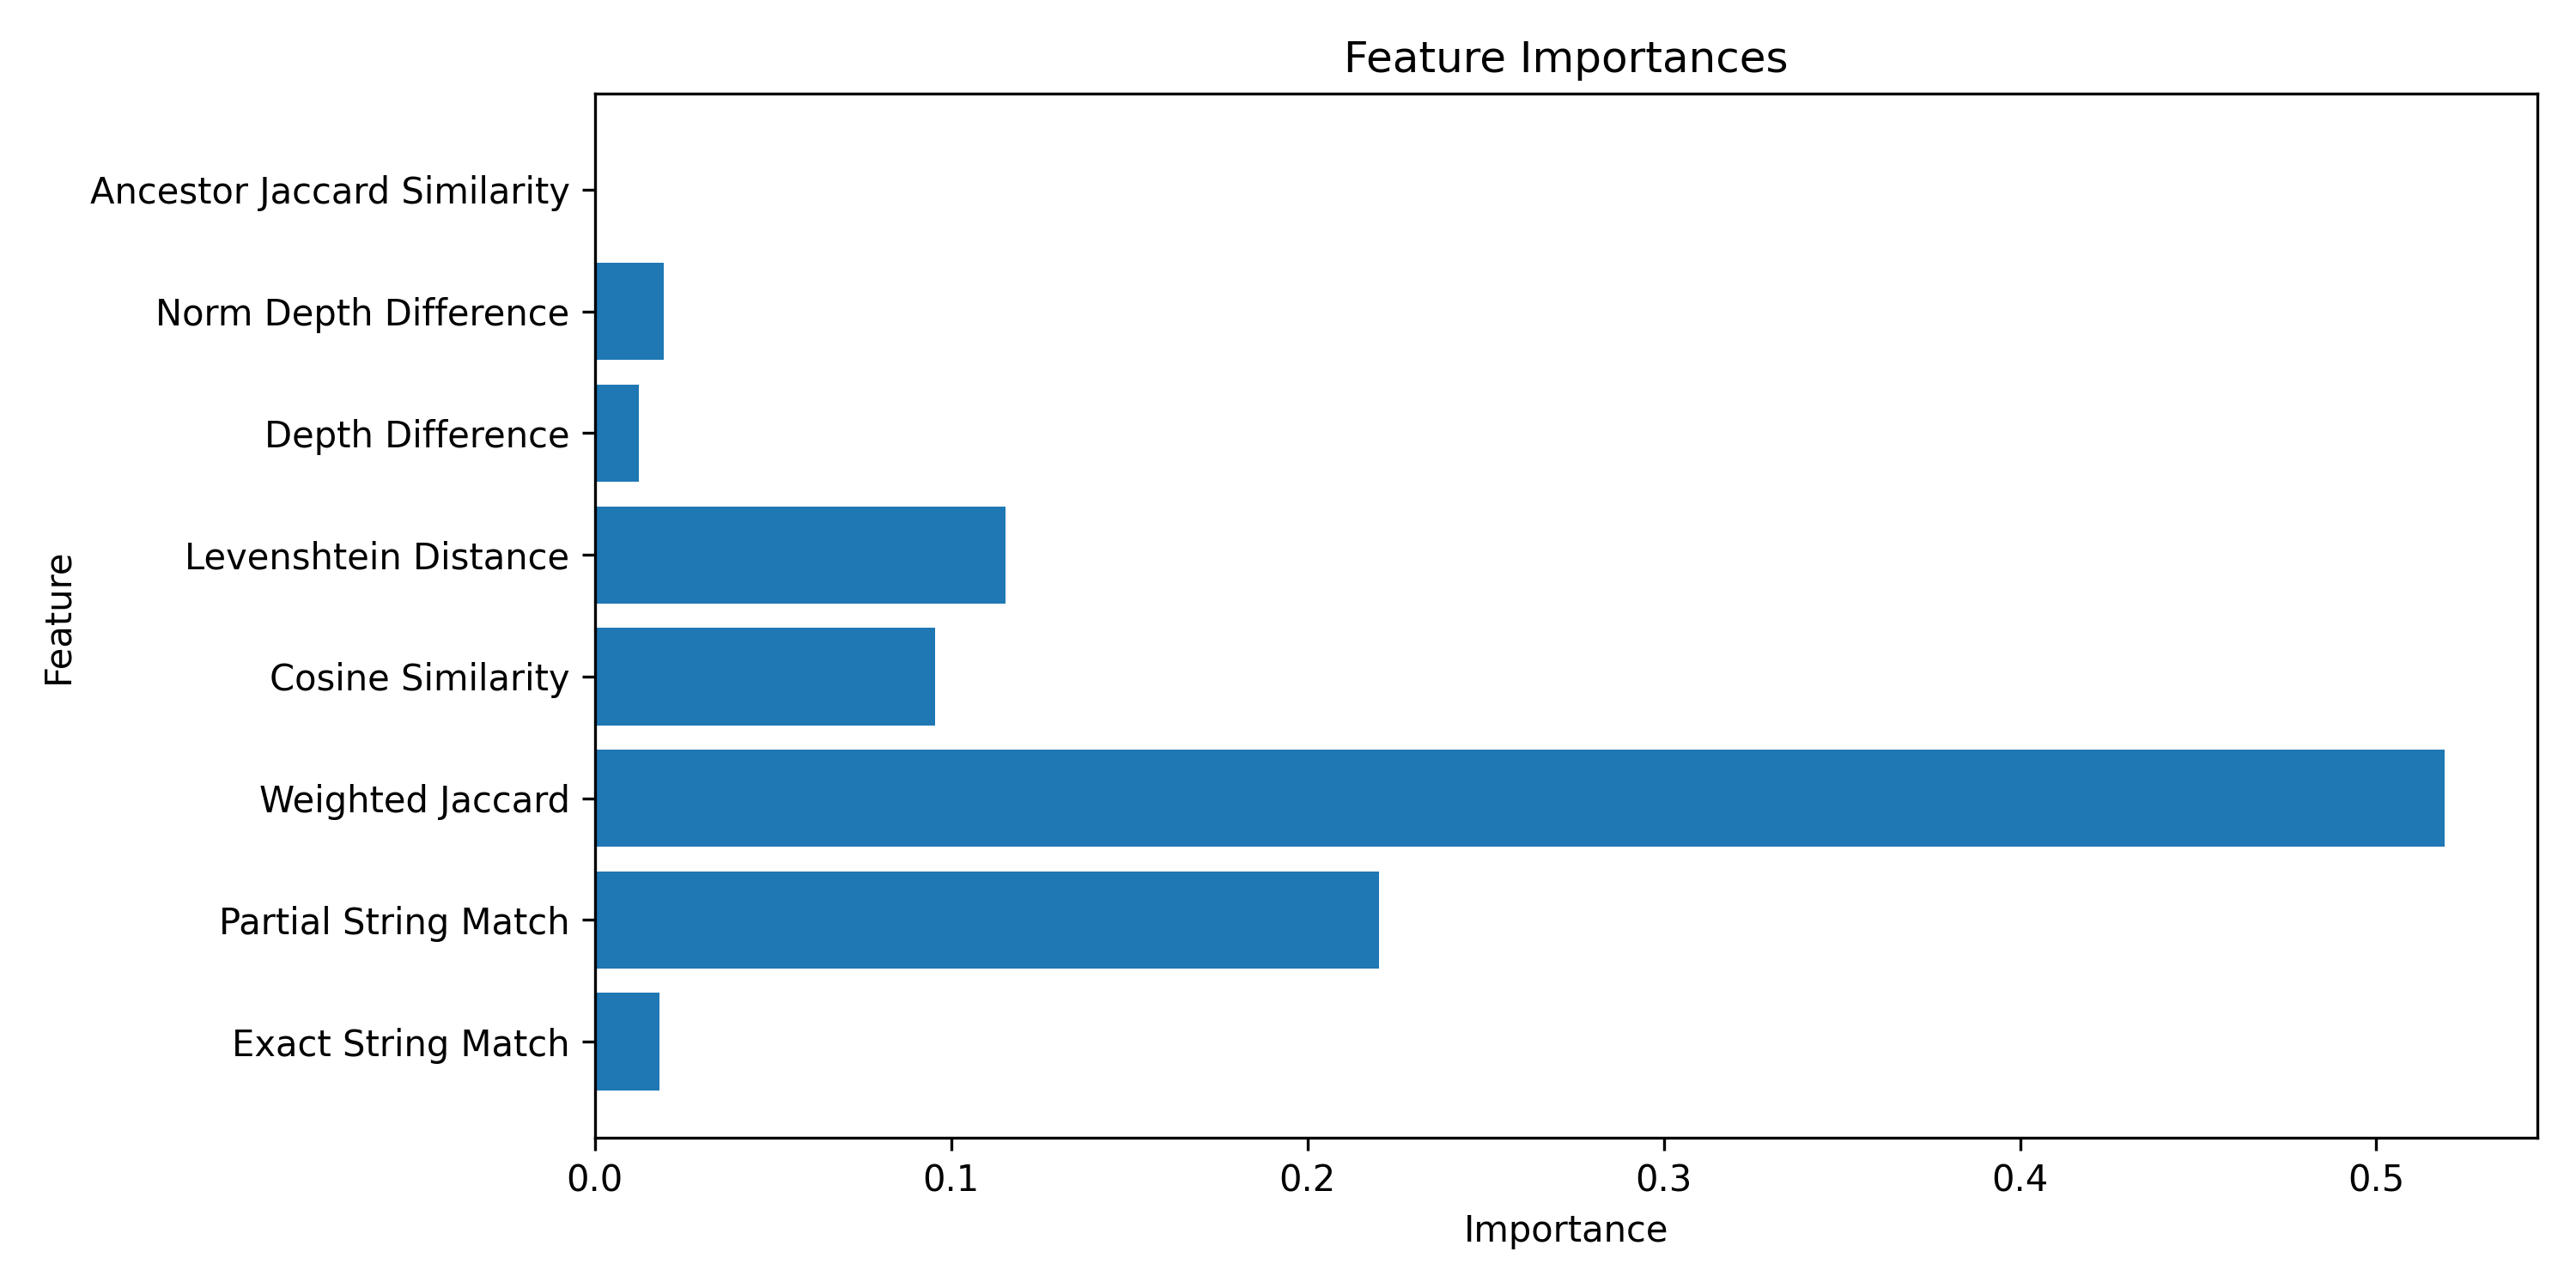 Feature Importances
Ancestor Jaccard Similarity
Norm Depth Difference
Depth Difference
Levenshtein Distance
Cosine Similarity
Weighted Jaccard
Partial String Match
Exact String Match
Feature
0.0 0.1 0.2 0.3 0.4 0.5
Importance